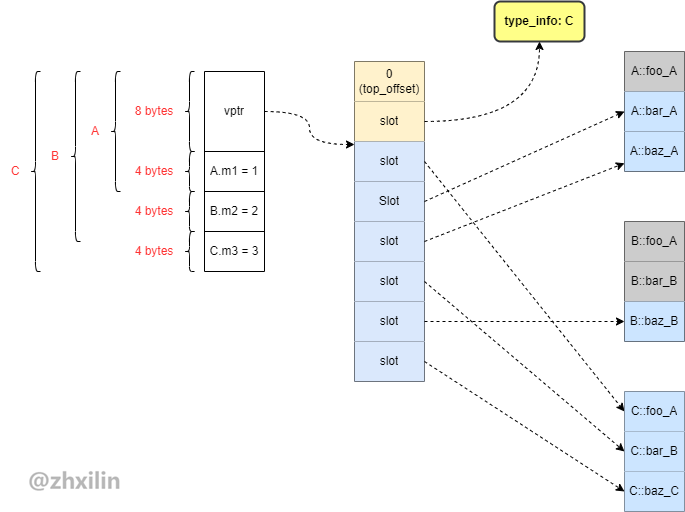 type_info: C
0
(top_offset)
slot
slot
Slot
slot
slot
slot
slot
C
B
A
8 bytes
4 bytes
4 bytes
4 bytes
vptr
A.m1 = 1
B.m2 = 2
C.m3 = 3
A::foo_A
A::bar_A
A::baz_A
B::foo_A
B::bar_B
B::baz_B
C::foo_A
C::bar_B
C::baz_C
@zhxilin